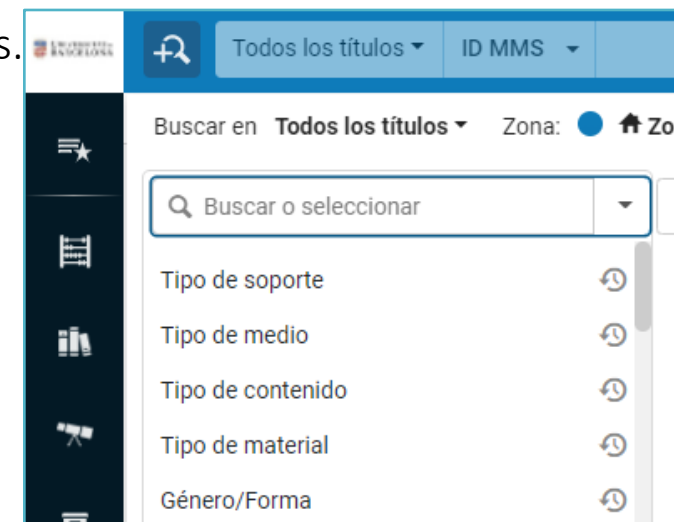 s.
Todos los títulos ID MMS
Buscar en Todos los títulos Zona: Zo
Buscar o seleccionar
Tipo de soporte
Tipo de medio
Tipo de contenido
Tipo de material
Género/Forma